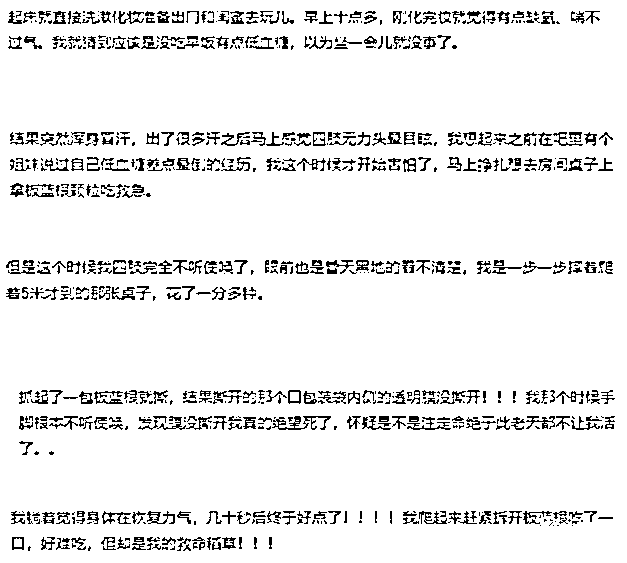 起床就直接洗漱化妆准备出门和闺蜜去玩儿。早上十点多，刚化完妆就觉得有点缺氧、喘不
过气。我就猜到应该是没吃早饭有点低血糖，以为坐一会儿就没事了。
结果突然浑身冒汗，出了很多汗之后马上感觉四肢无力头晕目眩，我想起来之前在吧里有个
姐妹说过自己低血糖差点晕倒的经历，我这个时候才开始害怕了，马上挣扎想去房间桌子上
拿板蓝根颗粒吃救急。
但是这个时候我四肢完全不听使唤了，眼前也是昏天黑地的看不清楚，我是一步一步挥着爬
着5米才到的那张桌子，花了一分多钟。
抓起了一包板蓝根就撕，结果撕开的那个口包装袋内侧的透明膜没撕开！！！我那个时候手
脚根本不听使唤，发现膜没撕开我真的绝望死了，怀疑是不是注定命绝于此老天都不让我活
了。。
我躺着觉得身体在恢复力气，几十秒后终于好点了！！！！我爬起来赶紧拆开板蓝根吃了一
口，好难吃，但却是我的救命稻草！！！